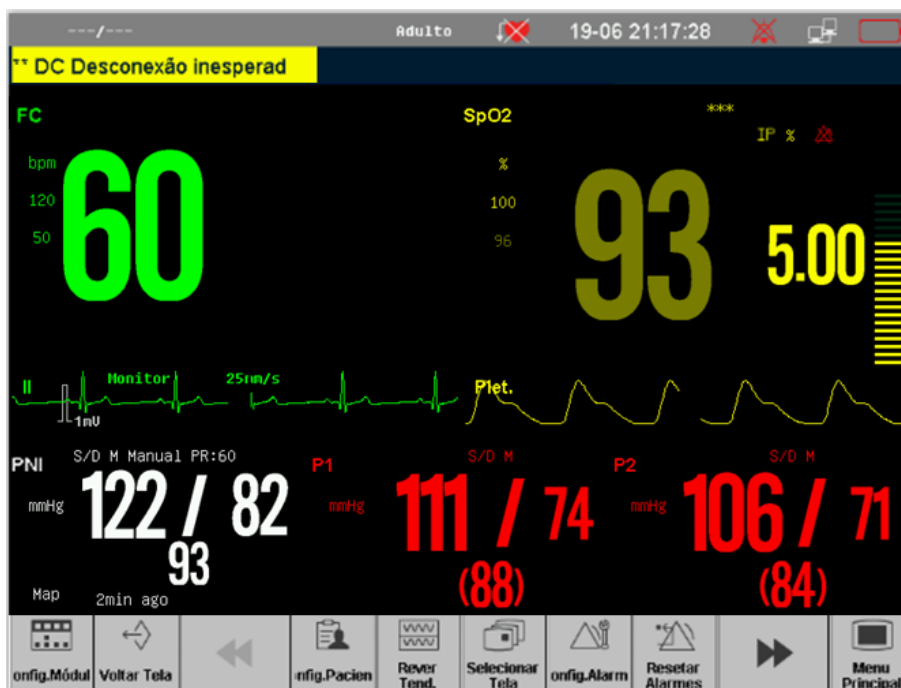 ---/---
Adulto
19-06 21:17:28
** DC Desconexão inesperad
FC
bpm
120
50
60
SpO2
%
100
96
93
***
IP %
5.00
II
Monitor
25mm/s
1mV
Plet.
PNI
S/D M Manual PR:60
mmHg
122 / 82
93
Map
2min ago
P1
S/D M
mmHg
111 / 74
(88)
P2
S/D M
mmHg
106 / 71
(84)
onfig.Módul
Voltar Tela
nfig.Pacien
Rever Tend.
Selecionar Tela
onfig.Alarm
Resetar Alarmes
Menu Principal